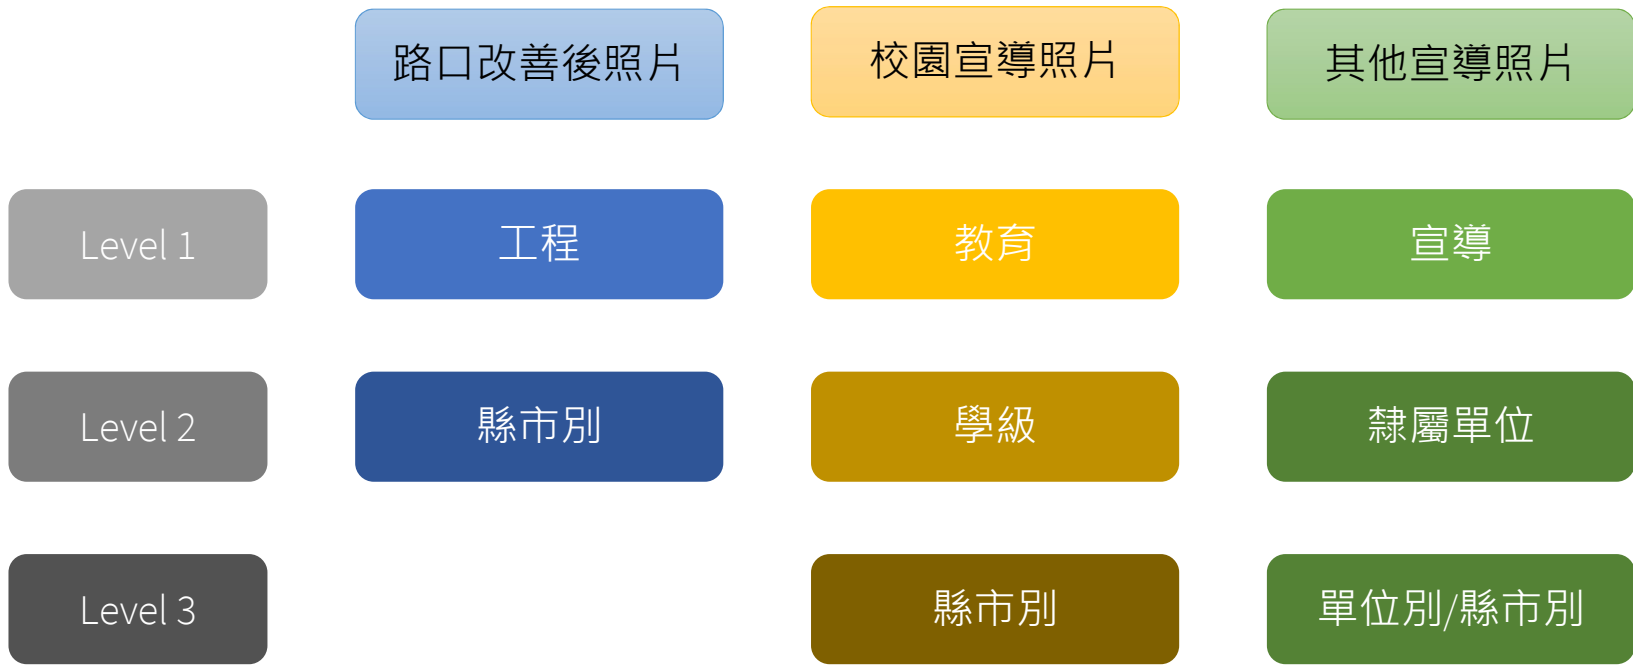 路口改善後照片
校園宣導照片
其他宣導照片
Level 1
工程
教育
宣導
Level 2
縣市別
學級
隸屬單位
Level 3
縣市別
單位別/縣市別